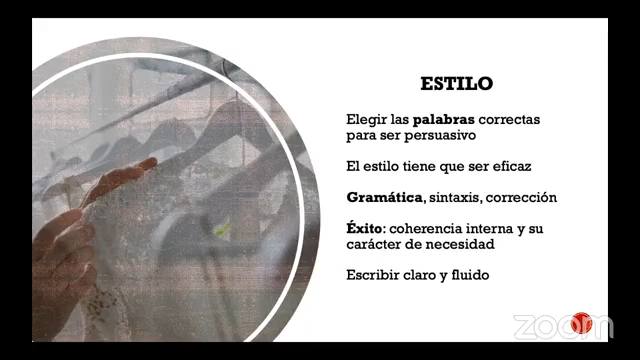 ESTILO
Elegir las palabras correctas
para ser persuasivo
El estilo tiene que ser eficaz
Gramática, sintaxis, corrección
Éxito: coherencia interna y su
carácter de necesidad
Escribir claro y fluido
zoom